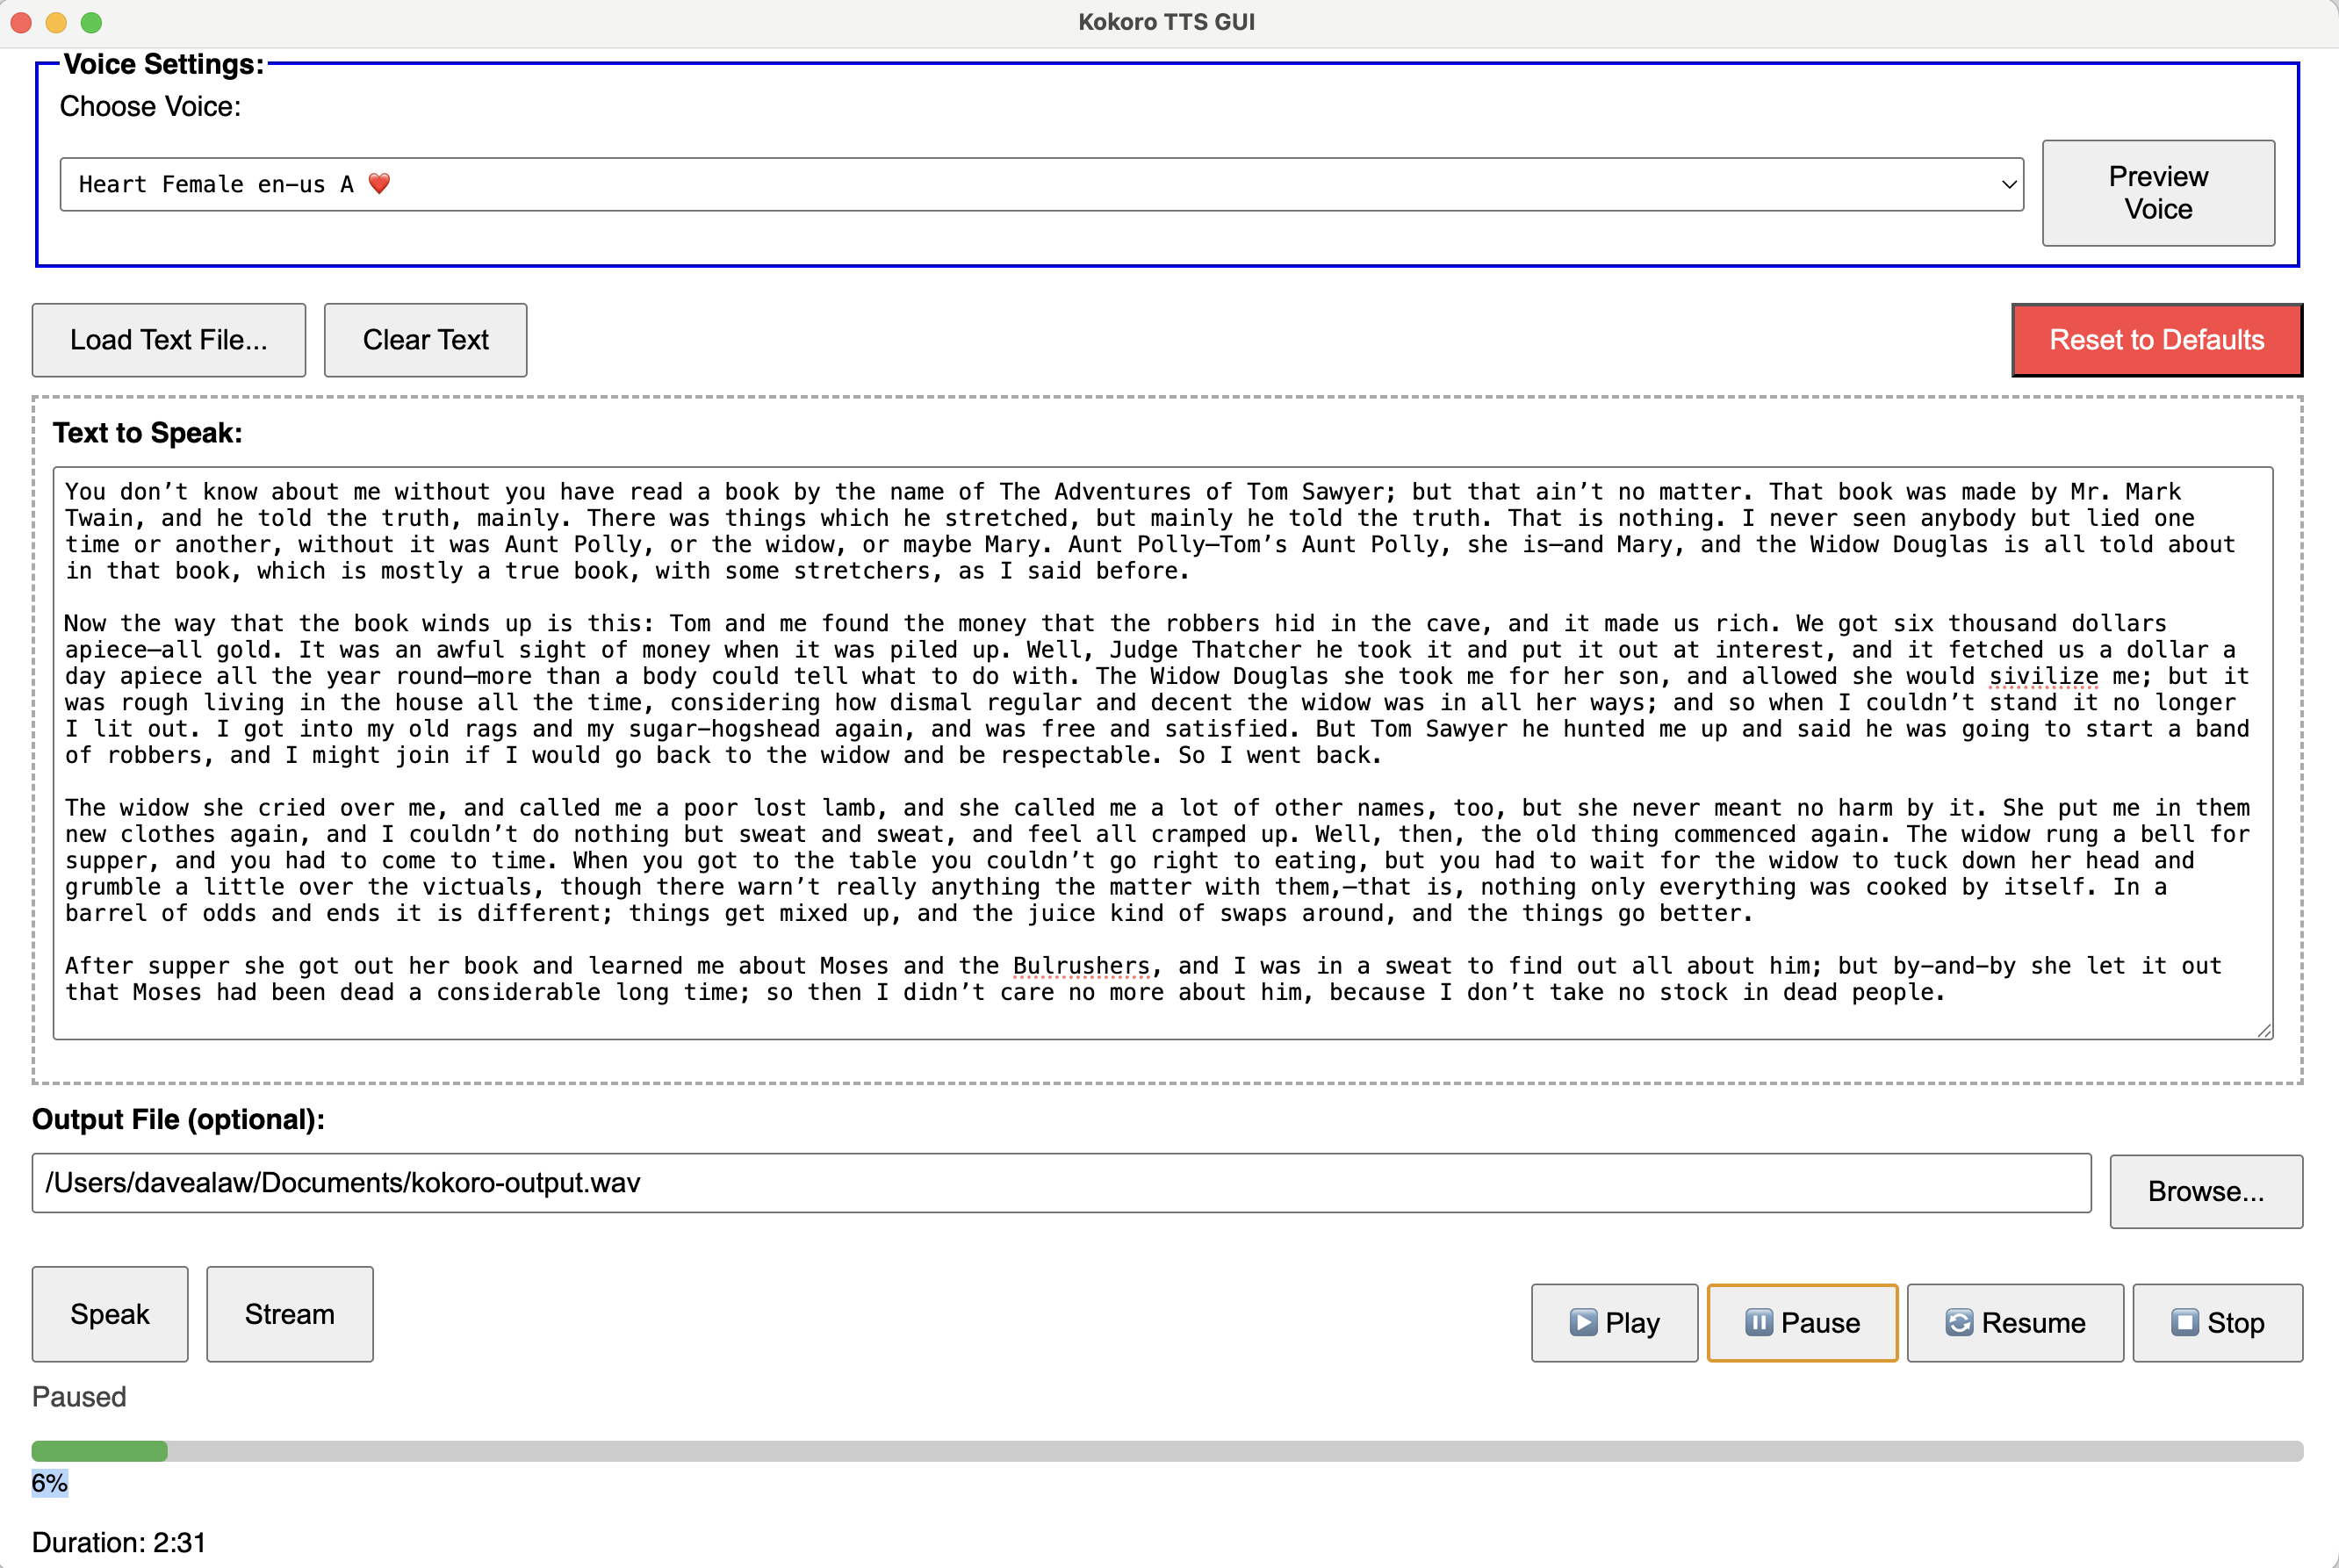 Kokoro TTS GUI
Voice Settings:
Choose Voice:
Heart Female en-us A ❤️
Preview
Voice
Load Text File...
Clear Text
Reset to Defaults
Text to Speak:
You don’t know about me without you have read a book by the name of The Adventures of Tom Sawyer; but that ain’t no matter. That book was made by Mr. Mark
Twain, and he told the truth, mainly. There was things which he stretched, but mainly he told the truth. That is nothing. I never seen anybody but lied one
time or another, without it was Aunt Polly, or the widow, or maybe Mary. Aunt Polly—Tom’s Aunt Polly, she is—and Mary, and the Widow Douglas is all told about
in that book, which is mostly a true book, with some stretchers, as I said before.
Now the way that the book winds up is this: Tom and me found the money that the robbers hid in the cave, and it made us rich. We got six thousand dollars
apiece—all gold. It was an awful sight of money when it was piled up. Well, Judge Thatcher he took it and put it out at interest, and it fetched us a dollar a
day apiece all the year round—more than a body could tell what to do with. The Widow Douglas she took me for her son, and allowed she would sivilize me; but it
was rough living in the house all the time, considering how dismal regular and decent the widow was in all her ways; and so when I couldn’t stand it no longer
I lit out. I got into my old rags and my sugar-hogshead again, and was free and satisfied. But Tom Sawyer he hunted me up and said he was going to start a band
of robbers, and I might join if I would go back to the widow and be respectable. So I went back.
The widow she cried over me, and called me a poor lost lamb, and she called me a lot of other names, too, but she never meant no harm by it. She put me in them
new clothes again, and I couldn’t do nothing but sweat and sweat, and feel all cramped up. Well, then, the old thing commenced again. The widow rung a bell for
supper, and you had to come to time. When you got to the table you couldn’t go right to eating, but you had to wait for the widow to tuck down her head and
grumble a little over the victuals, though there warn’t really anything the matter with them,—that is, nothing only everything was cooked by itself. In a
barrel of odds and ends it is different; things get mixed up, and the juice kind of swaps around, and the things go better.
After supper she got out her book and learned me about Moses and the Bulrushers, and I was in a sweat to find out all about him; but by-and-by she let it out
that Moses had been dead a considerable long time; so then I didn’t care no more about him, because I don’t take no stock in dead people.
Output File (optional):
/Users/davealaw/Documents/kokoro-output.wav
Browse...
Speak
Stream
Play
Pause
Resume
Stop
Paused
6%
Duration: 2:31